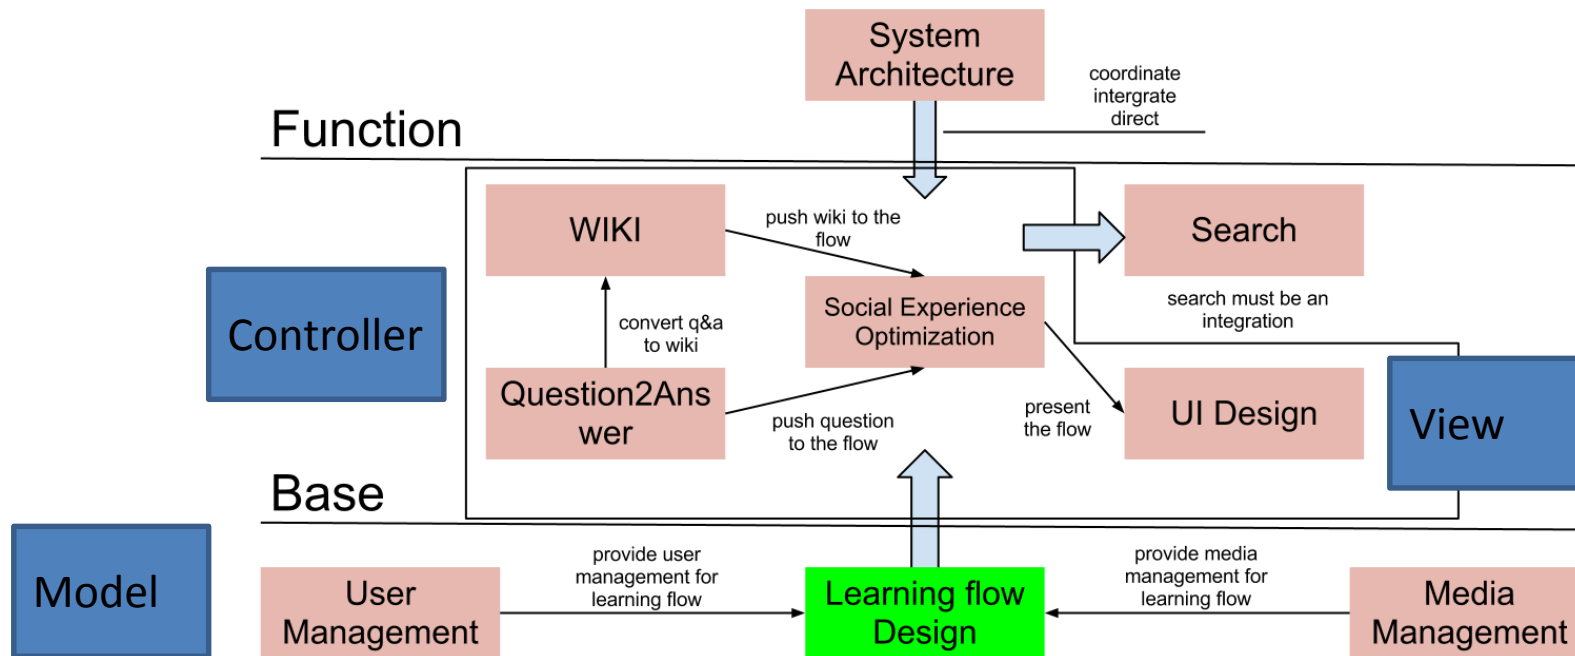 System
Architecture
coordinate
intergrate
direct
Function
WIKI
push wiki to the
flow
Search
Controller
convert q&a
to wiki
Social Experience
Optimization
search must be an
integration
Question2Ans
wer
push question
to the flow
present
the flow
UI Design
View
Base
Model
provide user
management for
learning flow
provide media
management for
learning flow
User
Management
Learning flow
Design
Media
Management